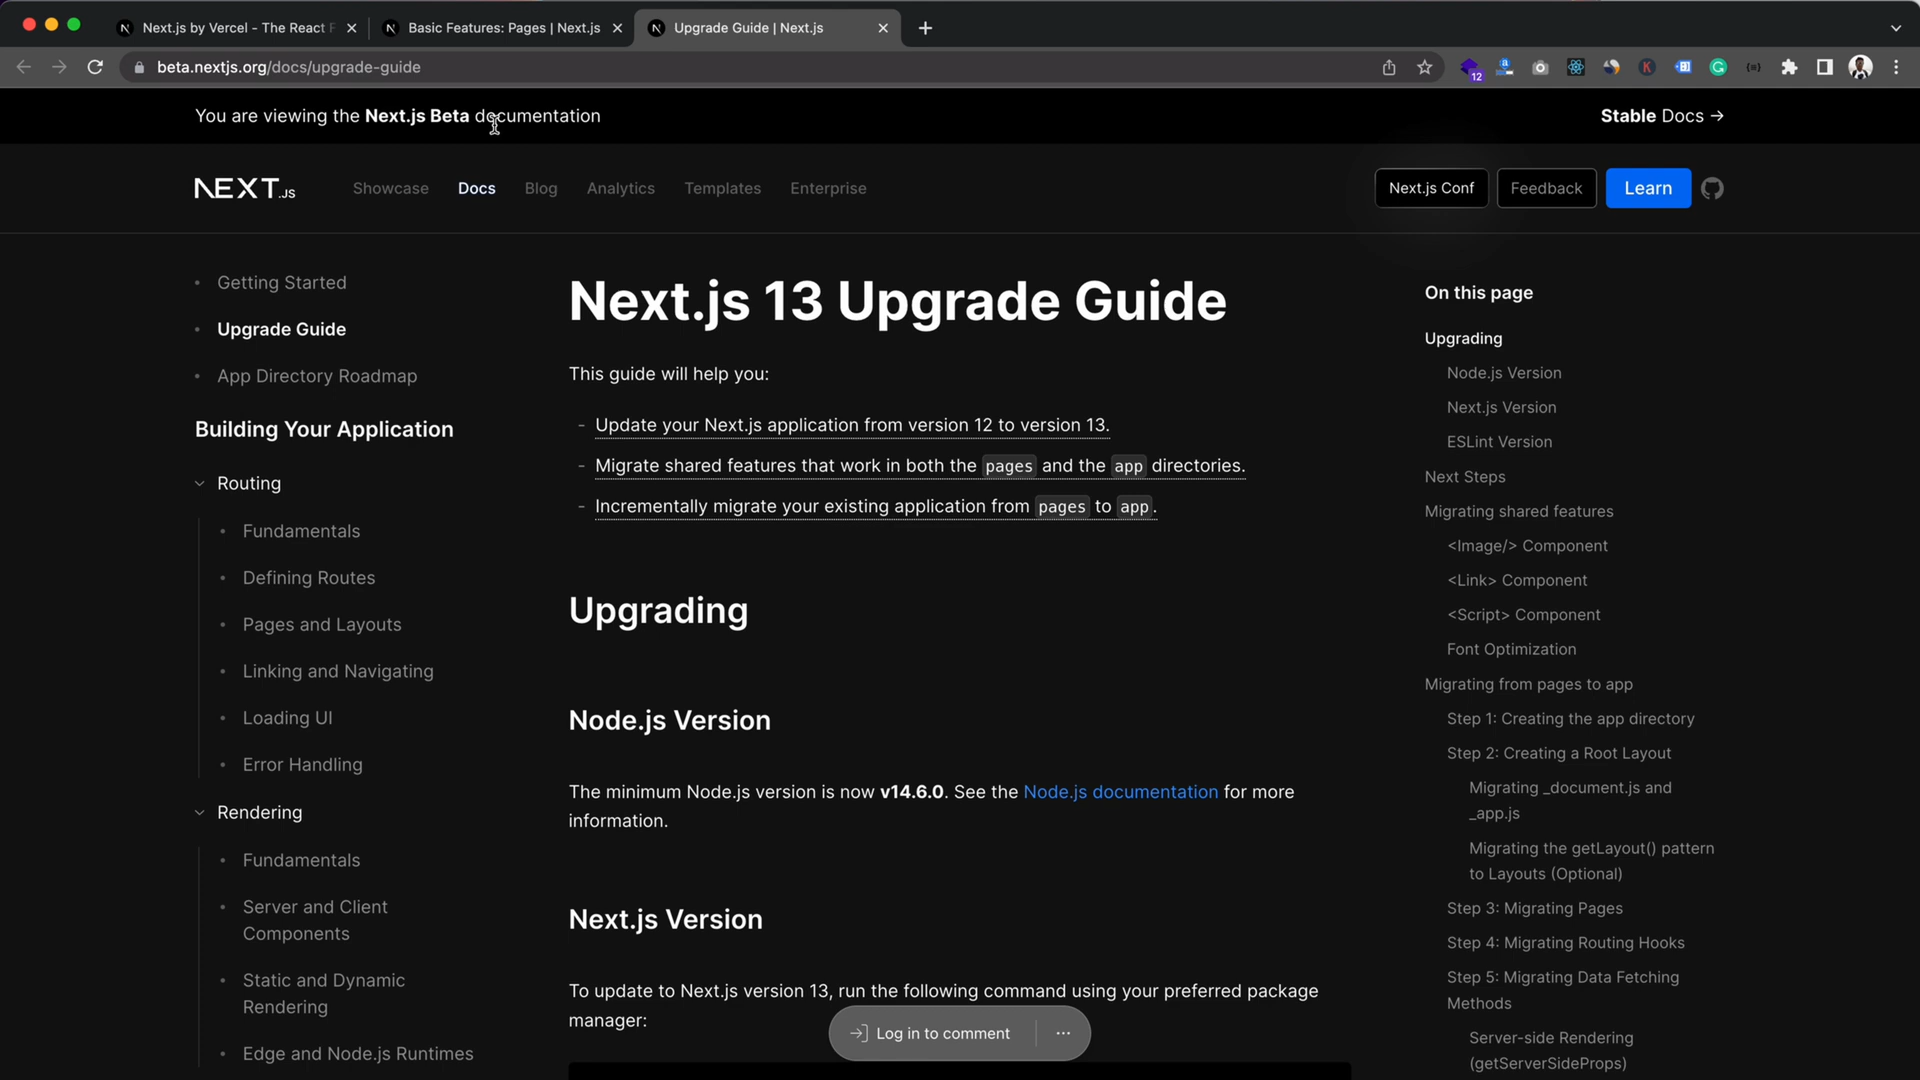 Next.js by Vercel - The React F
Basic Features: Pages | Next.js
Upgrade Guide | Next.js
beta.nextjs.org/docs/upgrade-guide
12
You are viewing the Next.js Beta documentation
Stable Docs →
NEXT.JS
Showcase
Docs
Blog
Analytics
Templates
Enterprise
Next.js Conf
Feedback
Learn
Getting Started
Upgrade Guide
App Directory Roadmap
Building Your Application
Routing
Fundamentals
Defining Routes
Pages and Layouts
Linking and Navigating
Loading UI
Error Handling
Rendering
Fundamentals
Server and Client
Components
Static and Dynamic
Rendering
Edge and Node.js Runtimes
Next.js 13 Upgrade Guide
This guide will help you:
- Update your Next.js application from version 12 to version 13.
- Migrate shared features that work in both the pages and the app directories.
- Incrementally migrate your existing application from pages to app.
Upgrading
Node.js Version
The minimum Node.js version is now v14.6.0. See the Node.js documentation for more
information.
Next.js Version
To update to Next.js version 13, run the following command using your preferred package
manager:
Log in to comment
On this page
Upgrading
Node.js Version
Next.js Version
ESLint Version
Next Steps
Migrating shared features
<Image/> Component
<Link> Component
<Script> Component
Font Optimization
Migrating from pages to app
Step 1: Creating the app directory
Step 2: Creating a Root Layout
Migrating _document.js and
_app.js
Migrating the getLayout() pattern
to Layouts (Optional)
Step 3: Migrating Pages
Step 4: Migrating Routing Hooks
Step 5: Migrating Data Fetching
Methods
Server-side Rendering
(getServerSideProps)